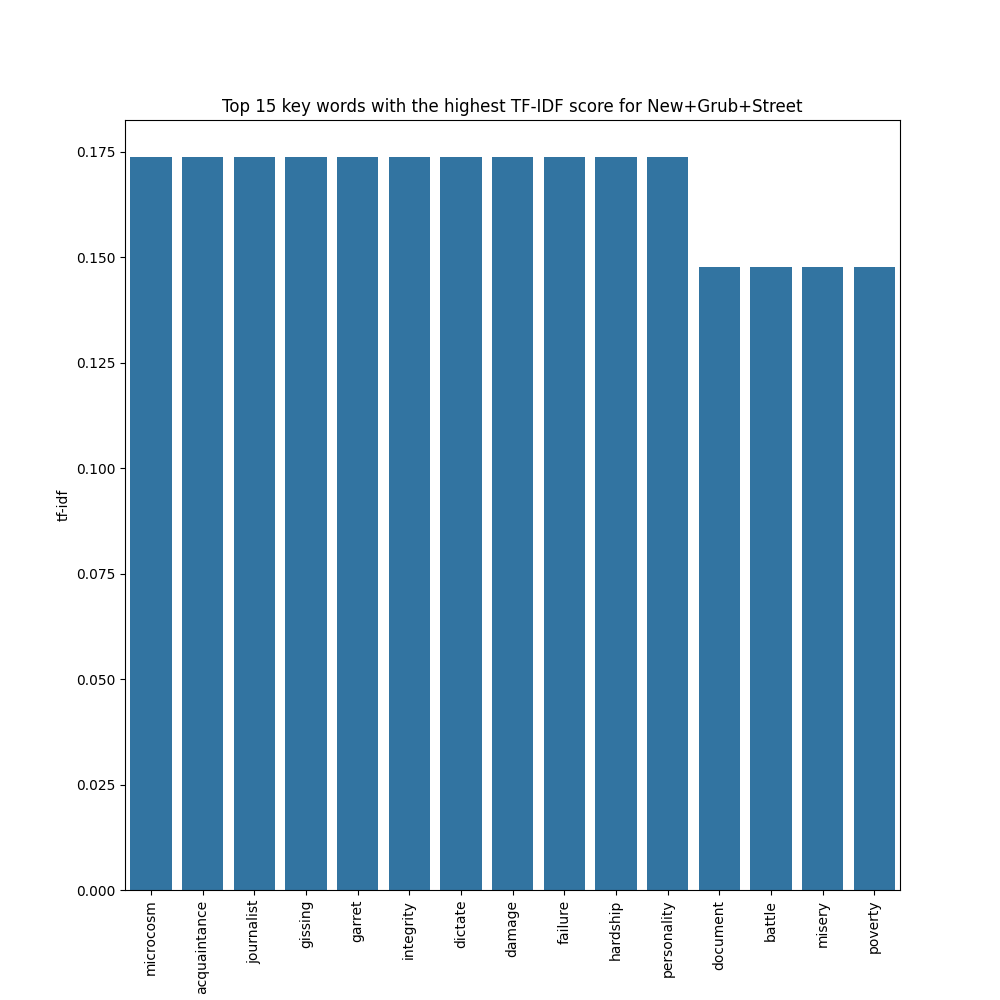 Top 15 key words with the highest TF-IDF score for New+Grub+Street
0.175
0.150
0.125
0.100
0.075
0.050
0.025
0.000
tf-idf
microcosm
acquaintance
journalist
gissing
garret
integrity
dictate
damage
failure
hardship
personality
document
battle
misery
poverty